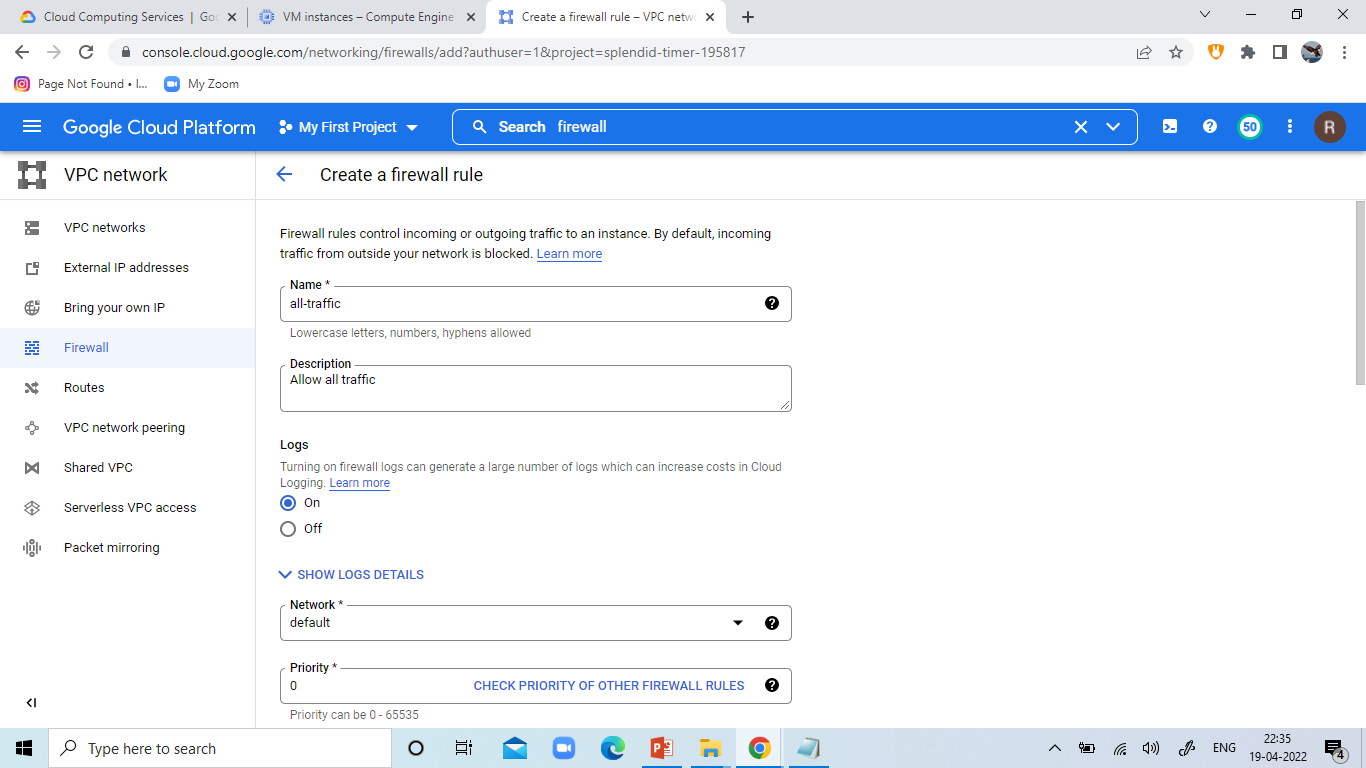 Cloud Computing Services | Goo
VM instances – Compute Engine
Create a firewall rule – VPC netwo
console.cloud.google.com/networking/firewalls/add?authuser=1&project=splendid-timer-195817
Page Not Found • I...
My Zoom
Google Cloud Platform
My First Project
Search firewall
50
R
VPC network
Create a firewall rule
VPC networks
External IP addresses
Bring your own IP
Firewall
Routes
VPC network peering
Shared VPC
Serverless VPC access
Packet mirroring
Firewall rules control incoming or outgoing traffic to an instance. By default, incoming
traffic from outside your network is blocked. Learn more
Name *
all-traffic
Lowercase letters, numbers, hyphens allowed
Description
Allow all traffic
Logs
Turning on firewall logs can generate a large number of logs which can increase costs in Cloud
Logging. Learn more
On
Off
SHOW LOGS DETAILS
Network *
default
Priority *
0 CHECK PRIORITY OF OTHER FIREWALL RULES
Priority can be 0 - 65535
Type here to search
ENG
22:35
19-04-2022
4